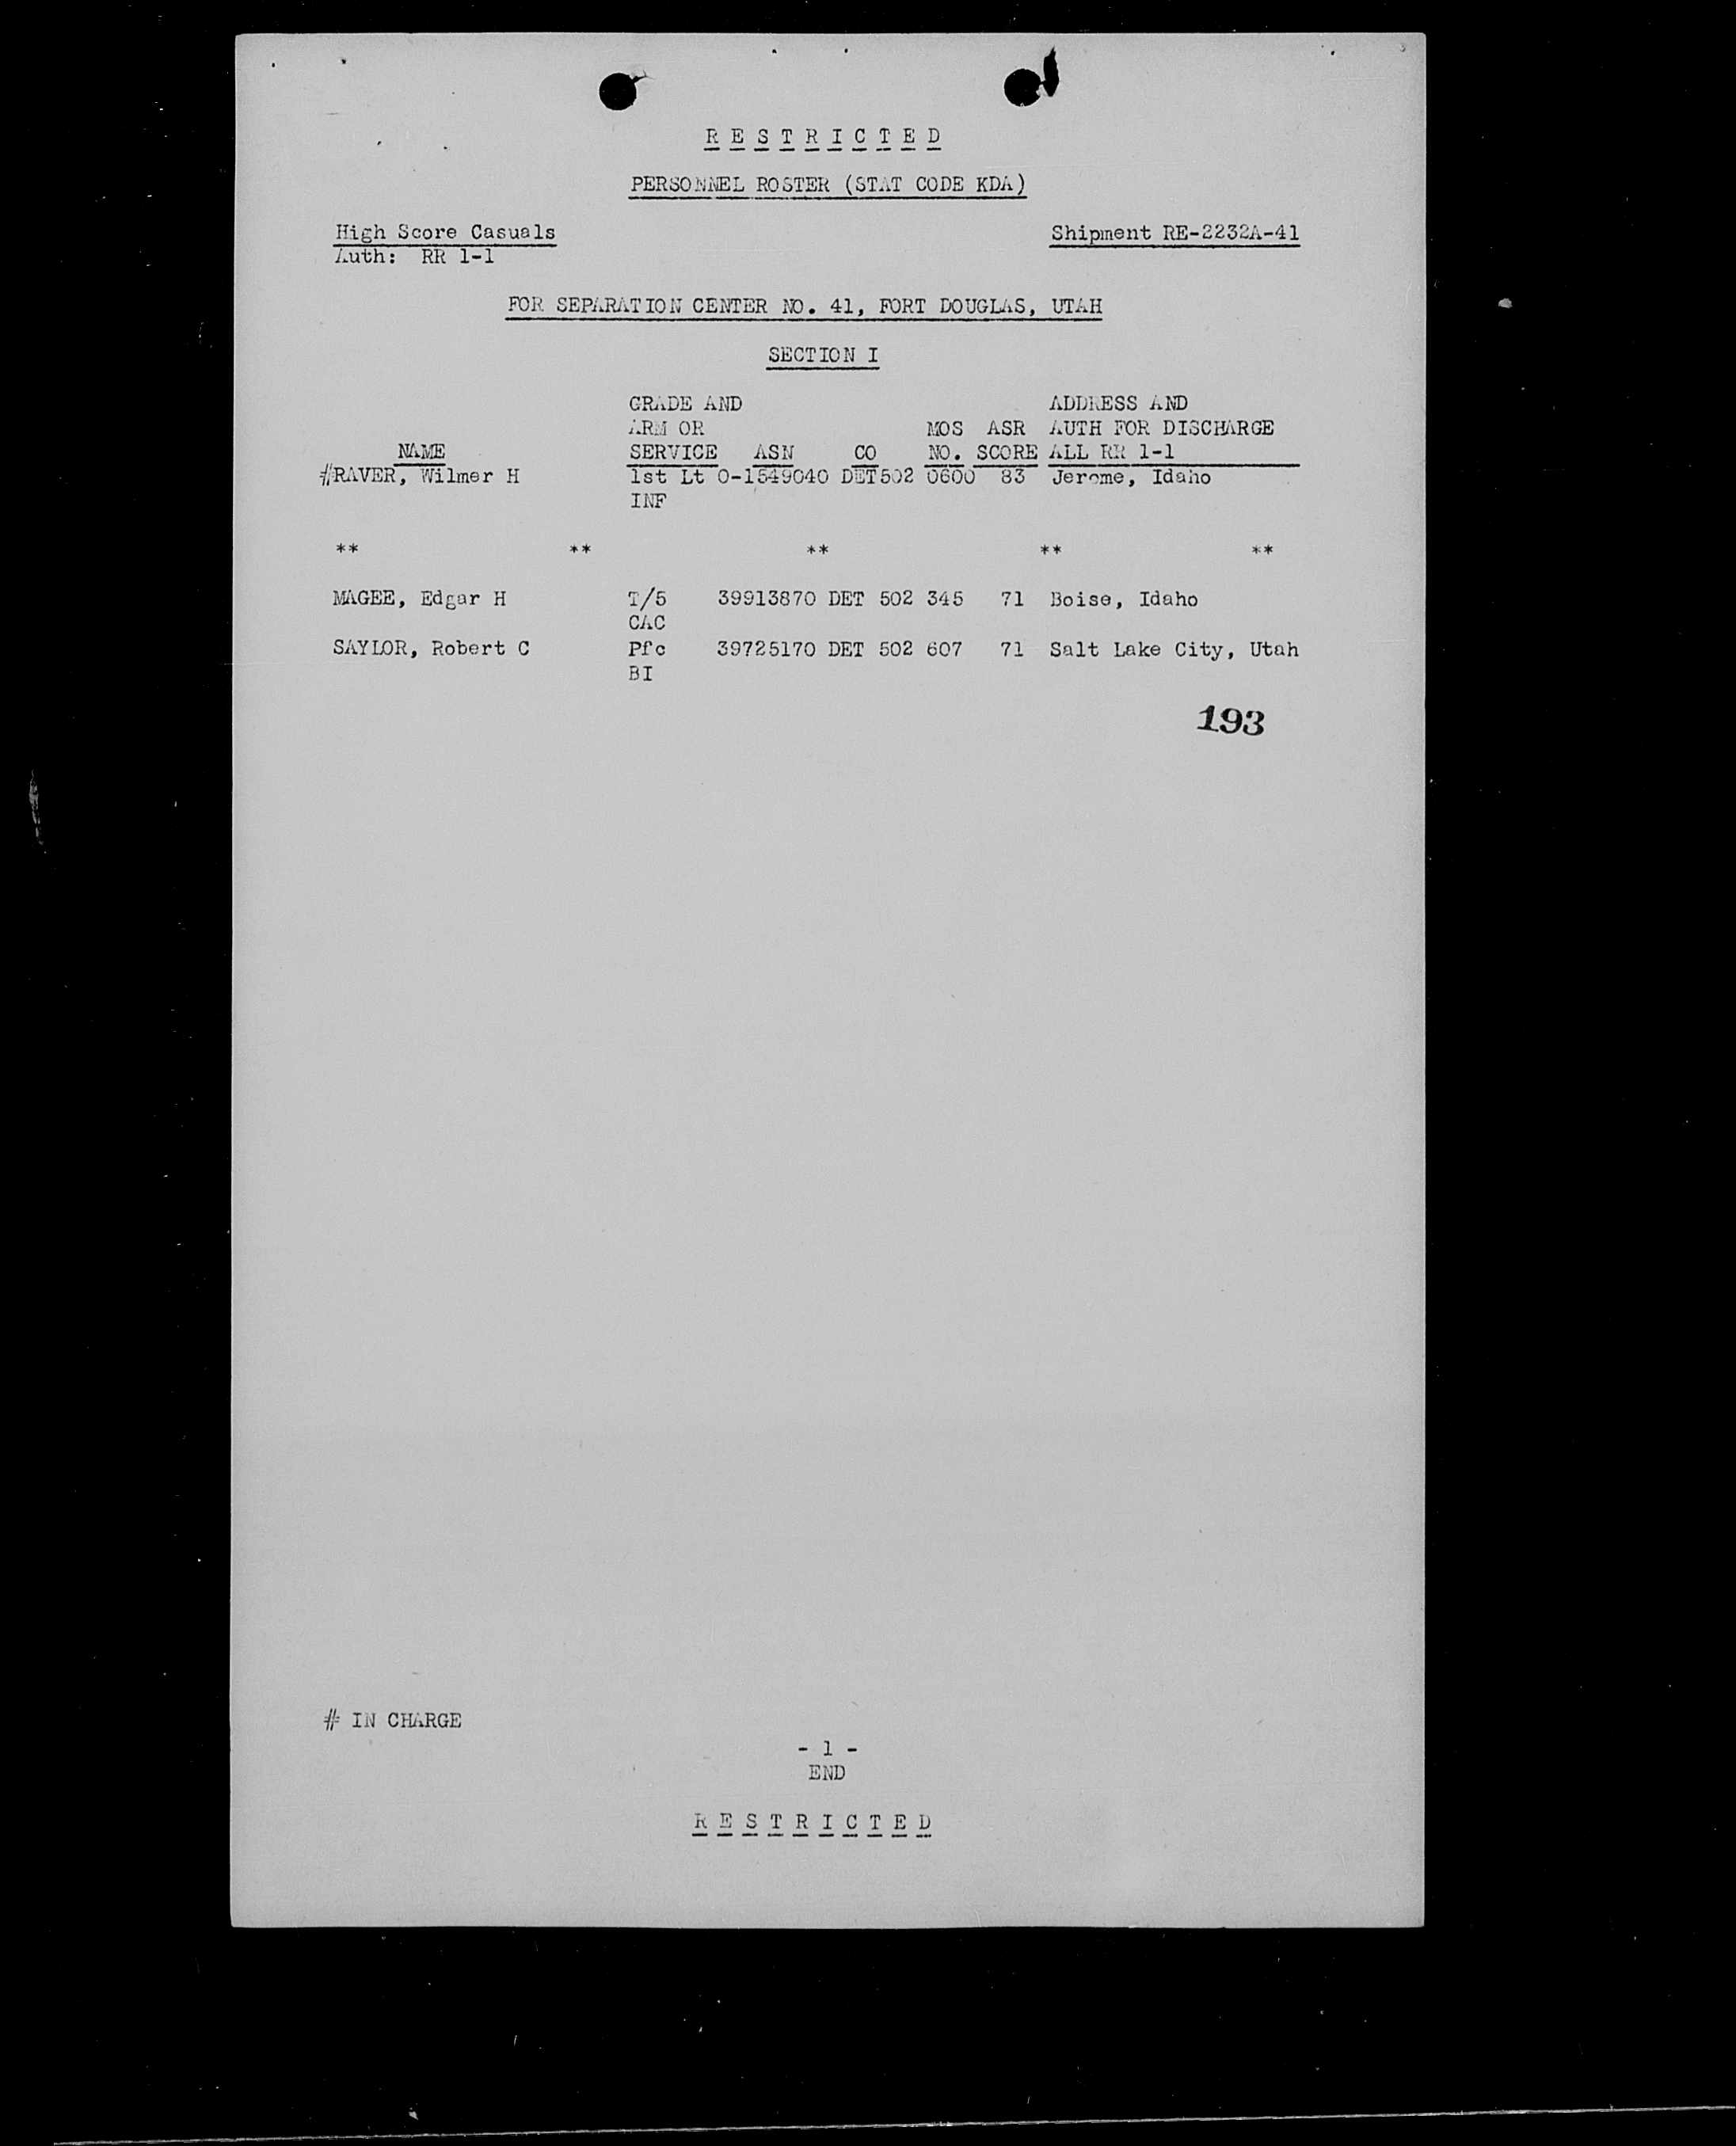 R E S T R I C T E D
PERSONNEL ROSTER (STAT CODE KDA)
High Score Casuals Shipment RE-2232A-41
Auth: RR 1-1
FOR SEPARATION CENTER NO. 41, FORT DOUGLAS, UTAH
SECTION I
GRADE AND ADDRESS AND
ARM OR MOS ASR AUTH FOR DISCHARGE
NAME SERVICE ASN CO NO. SCORE ALL RR 1-1
#RAVER, Wilmer H 1st Lt O-1549040 DET502 0600 83 Jerome, Idaho
INF
** ** ** ** **
MAGEE, Edgar H T/5 39913870 DET 502 345 71 Boise, Idaho
CAC
SAYLOR, Robert C Pfc 39725170 DET 502 607 71 Salt Lake City, Utah
BI
193
# IN CHARGE
- 1 -
END
R E S T R I C T E D